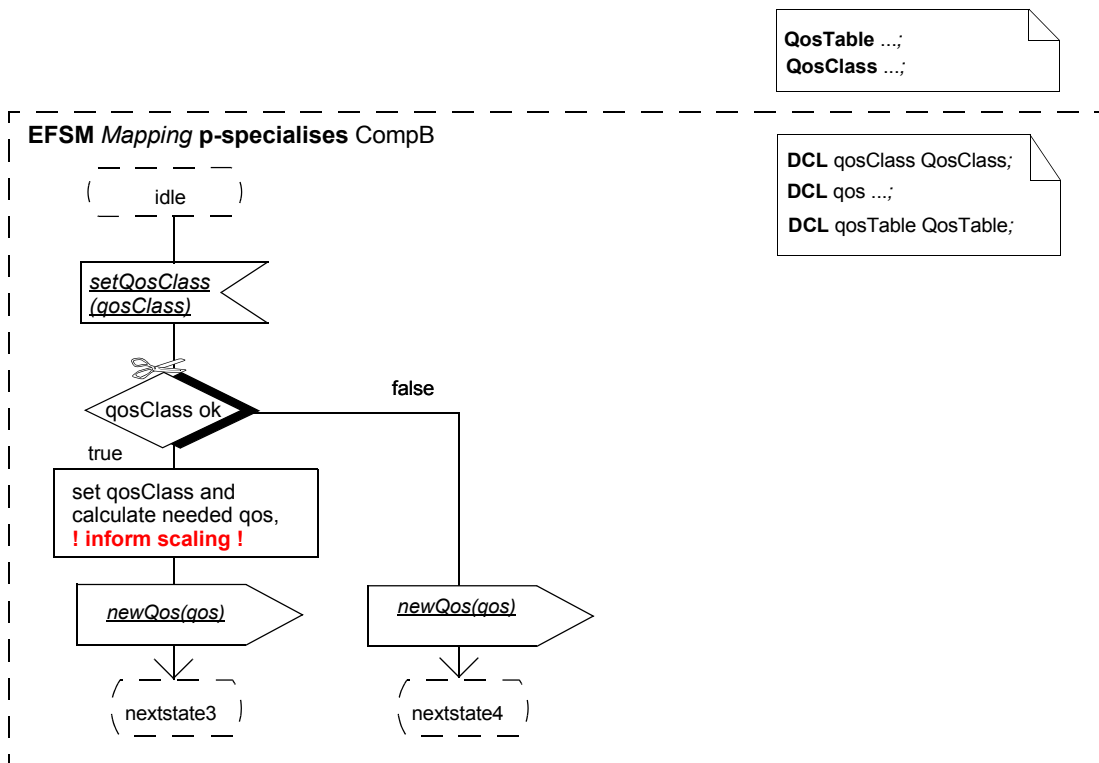 QosTable ...;
QosClass ...;
EFSM Mapping p-specialises CompB
DCL qosClass QosClass;
DCL qos ...;
DCL qosTable QosTable;
idle
setQosClass
(qosClass)
qosClass ok
false
true
set qosClass and
calculate needed qos,
! inform scaling !
newQos(qos)
newQos(qos)
nextstate3
nextstate4